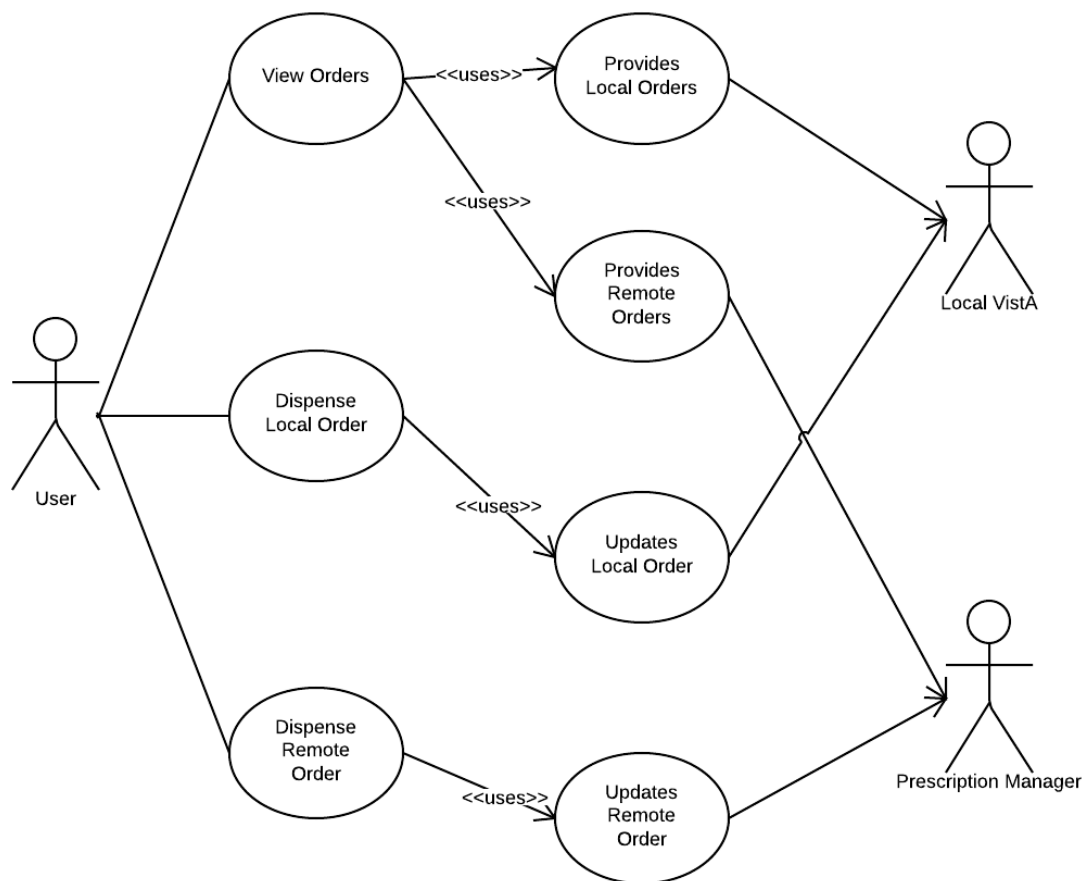 View Orders
<<uses>>
Provides
Local Orders
<<uses>>
Provides
Remote
Orders
Local VistA
User
Dispense
Local Order
<<uses>>
Updates
Local Order
Dispense
Remote
Order
<<uses>>
Updates
Remote
Order
Prescription Manager